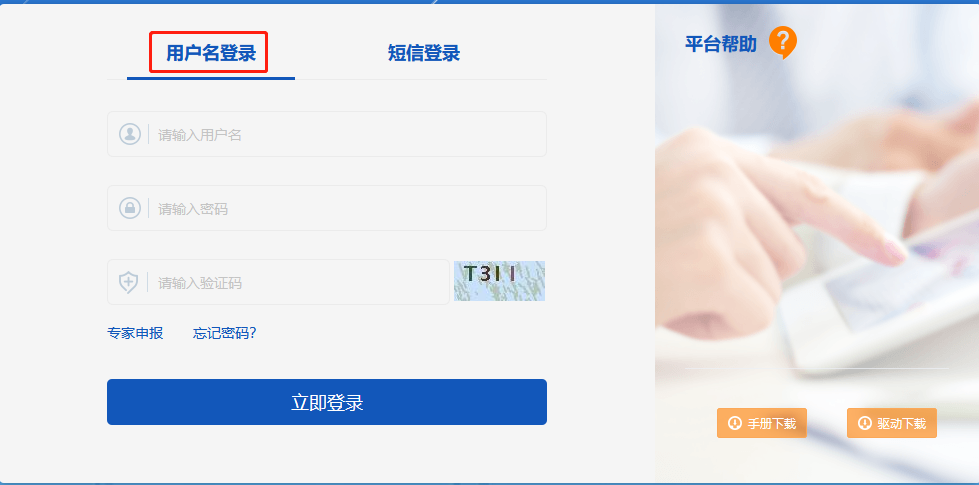 用户名登录
短信登录
平台帮助
请输入用户名
请输入密码
请输入验证码
专家申报
忘记密码?
立即登录
手册下载
驱动下载